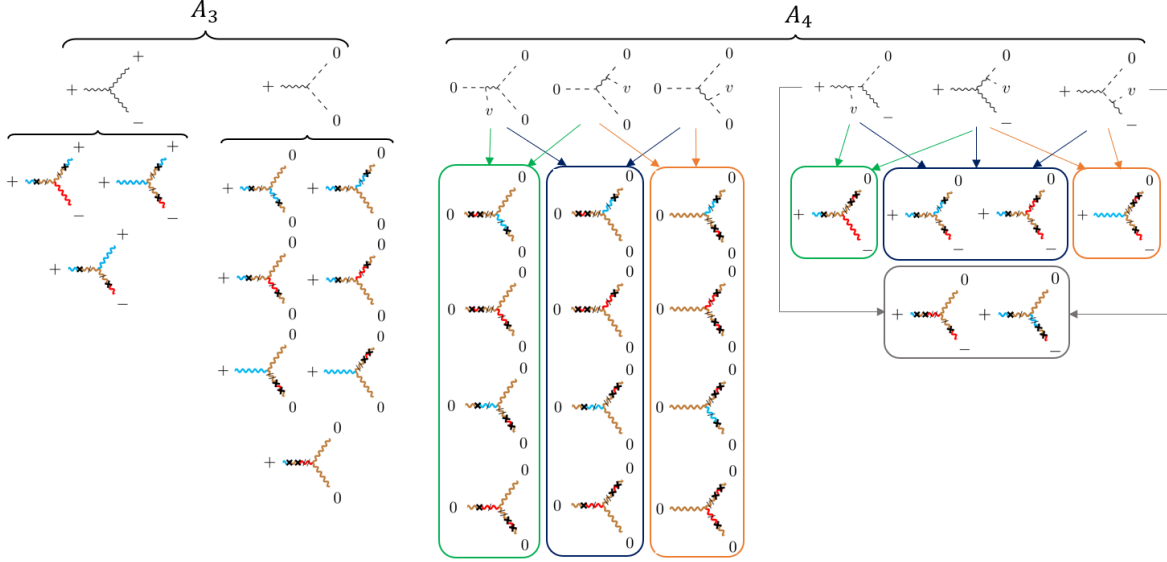 A₃ A₄
+ 0 0 0 0 0 0 0
+ + 0 0 v 0 v + + v + v
v v
− 0 0 0 0 − − −
+ + 0 0
+ + 0 0 0 0 0 0 0
+ + + + + +
− − 0 0 0 0 0 − − − −
+ 0 0 0 0 0
+ + + 0 0 0 0 0
− 0 0 0 0 0 + + − −
0 0 0 0 0
+ + 0 0 0
0 0 0 0 0
0 0 0 0
+ 0 0 0
0 0 0 0